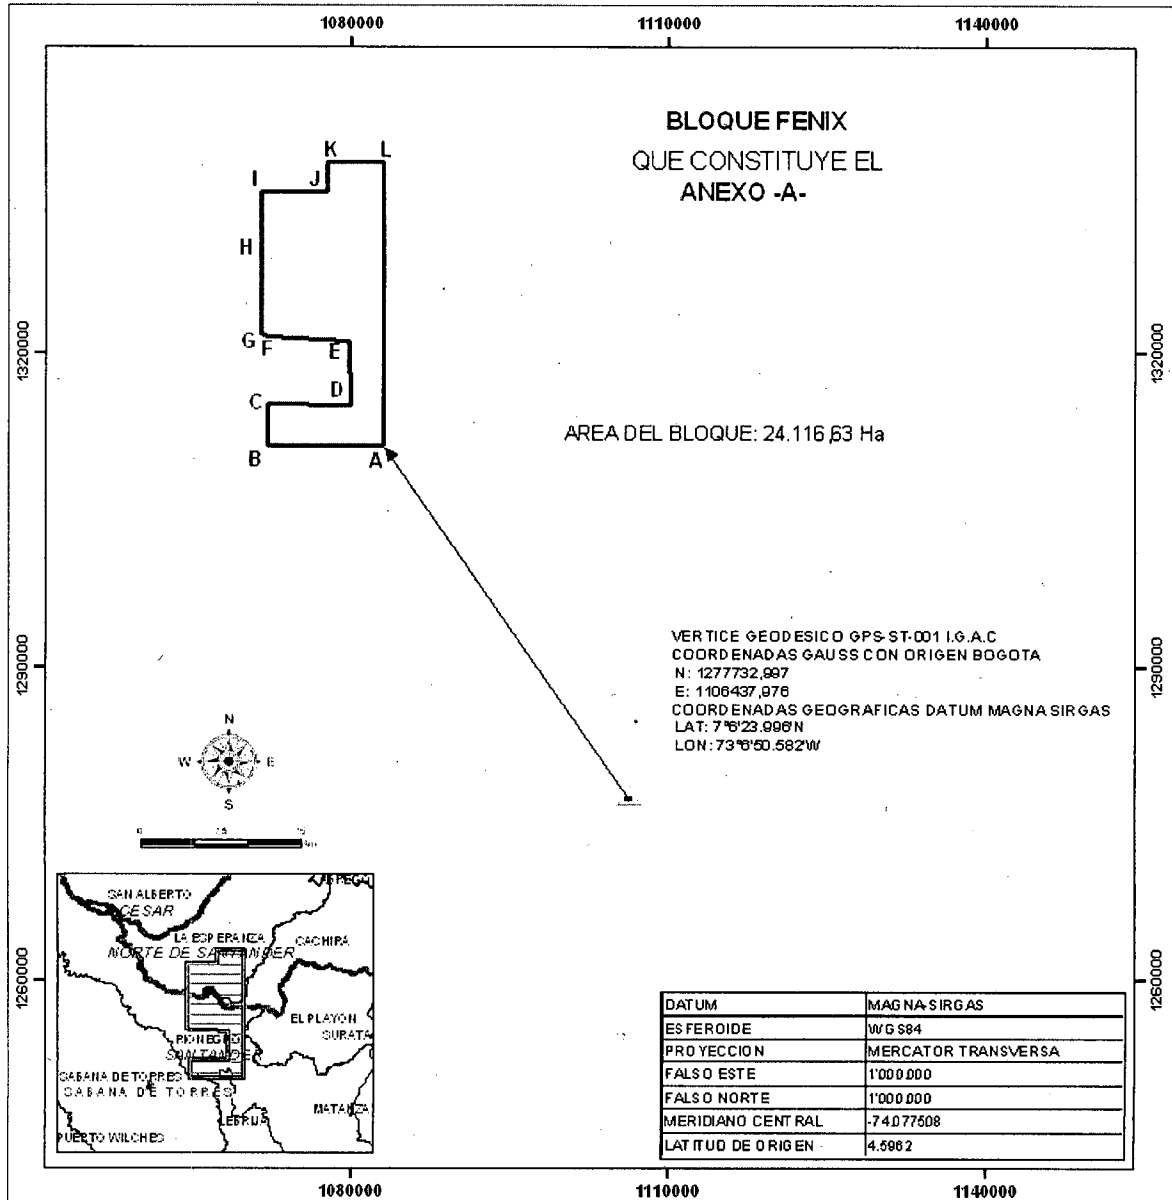 1080000 1110000 1140000
BLOQUE FENIX
QUE CONSTITUYE EL
ANEXO -A-
K L
I J
H
G F E
D
C
B A
1320000 1320000
AREA DEL BLOQUE: 24.116,63 Ha
1290000 1290000
VERTICE GEODESICO GPS-ST-001 I.G.A.C
COORDENADAS GAUSS CON ORIGEN BOGOTA
N: 1277732,997
E: 1106437,976
COORDENADAS GEOGRAFICAS DATUM MAGNA SIRGAS
LAT: 7°6'23.996"N
LON: 73°6'50.582"W
N
W E
S
0 7,5 15
Km
SAN ALBERTO
CESAR
LA ESPERANZA
CACHIRA
NORTE DE SANTANDER
EL PLAYON
RIONEGRO
SURATA
SANTANDER
SABANA DE TORRES
SABANA DE TORRES
MATANZA
LEBRIJA
PUERTO WILCHES
1260000 1260000
DATUM MAGNA-SIRGAS
ESFEROIDE WGS84
PROYECCION MERCATOR TRANSVERSA
FALSO ESTE 1'000.000
FALSO NORTE 1'000.000
MERIDIANO CENTRAL -74.077508
LATITUD DE ORIGEN 4.5962
1080000 1110000 1140000